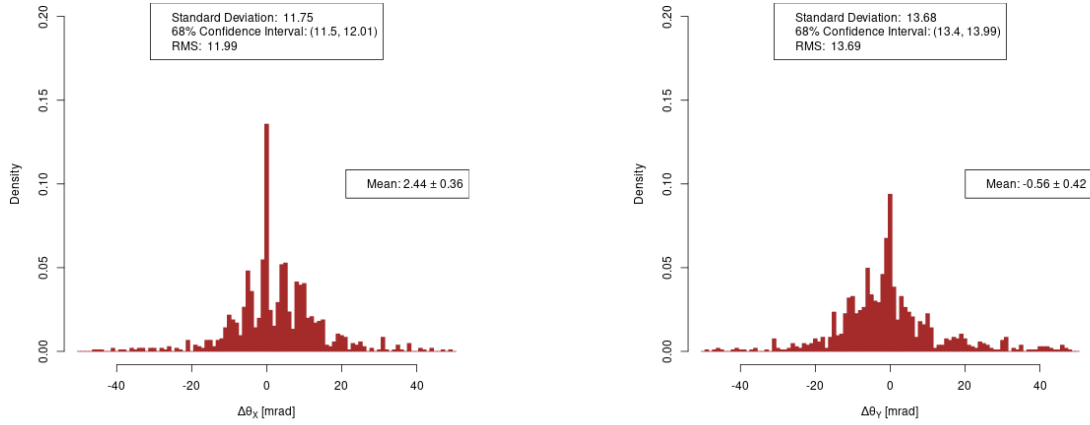 Standard Deviation: 11.75
68% Confidence Interval: (11.5, 12.01)
RMS: 11.99
Mean: 2.44 ± 0.36
Density
0.00
0.05
0.10
0.15
0.20
-40
-20
0
20
40
ΔθX [mrad]
Standard Deviation: 13.68
68% Confidence Interval: (13.4, 13.99)
RMS: 13.69
Mean: -0.56 ± 0.42
Density
0.00
0.05
0.10
0.15
0.20
-40
-20
0
20
40
ΔθY [mrad]